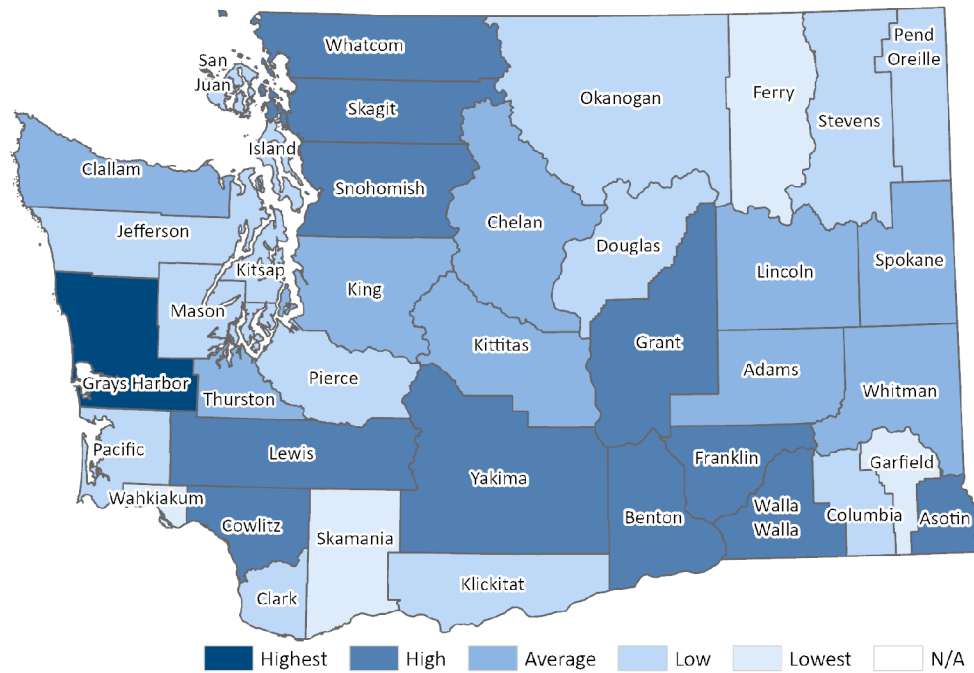 Whatcom
San
Juan
Skagit
Island
Snohomish
Okanogan
Ferry
Stevens
Pend
Oreille
Clallam
Jefferson
Chelan
Douglas
Kitsap
King
Lincoln
Spokane
Mason
Kittitas
Grant
Adams
Grays Harbor
Thurston
Pierce
Whitman
Pacific
Lewis
Yakima
Franklin
Garfield
Wahkiakum
Cowlitz
Skamania
Benton
Walla
Walla
Columbia
Asotin
Clark
Klickitat
Highest
High
Average
Low
Lowest
N/A